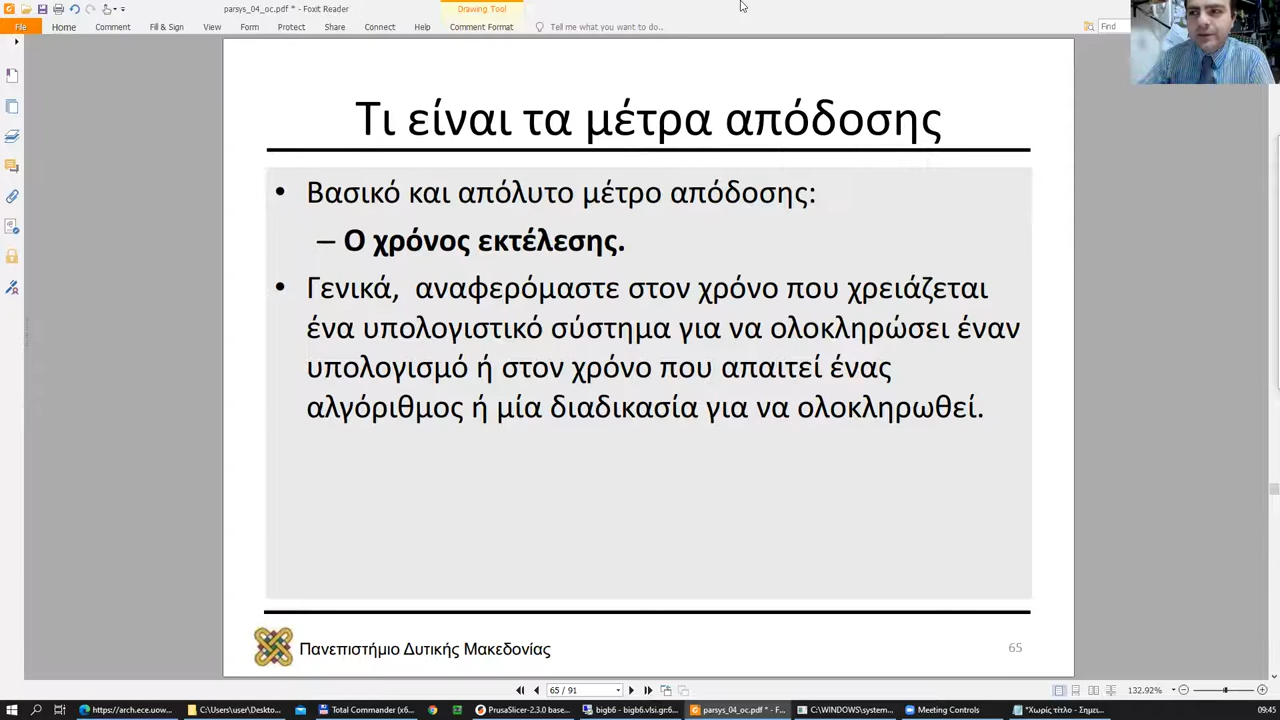 parsys_04_oc.pdf * - Foxit Reader
Drawing Tool
File Home Comment Fill & Sign View Form Protect Share Connect Help Comment Format Tell me what you want to do.. Find
Τι είναι τα μέτρα απόδοσης
• Βασικό και απόλυτο μέτρο απόδοσης:
– Ο χρόνος εκτέλεσης.
• Γενικά, αναφερόμαστε στον χρόνο που χρειάζεται
ένα υπολογιστικό σύστημα για να ολοκληρώσει έναν
υπολογισμό ή στον χρόνο που απαιτεί ένας
αλγόριθμος ή μία διαδικασία για να ολοκληρωθεί.
Πανεπιστήμιο Δυτικής Μακεδονίας
65
65 / 91
132.92%
https://arch.ece.uow... C:\Users\user\Deskto... Total Commander (x6... PrusaSlicer-2.3.0 base... bigb6 - bigb6.vlsi.gr:6... parsys_04_oc.pdf * - F... C:\WINDOWS\system... Meeting Controls *Χωρίς τίτλο - Σημει... 09:45